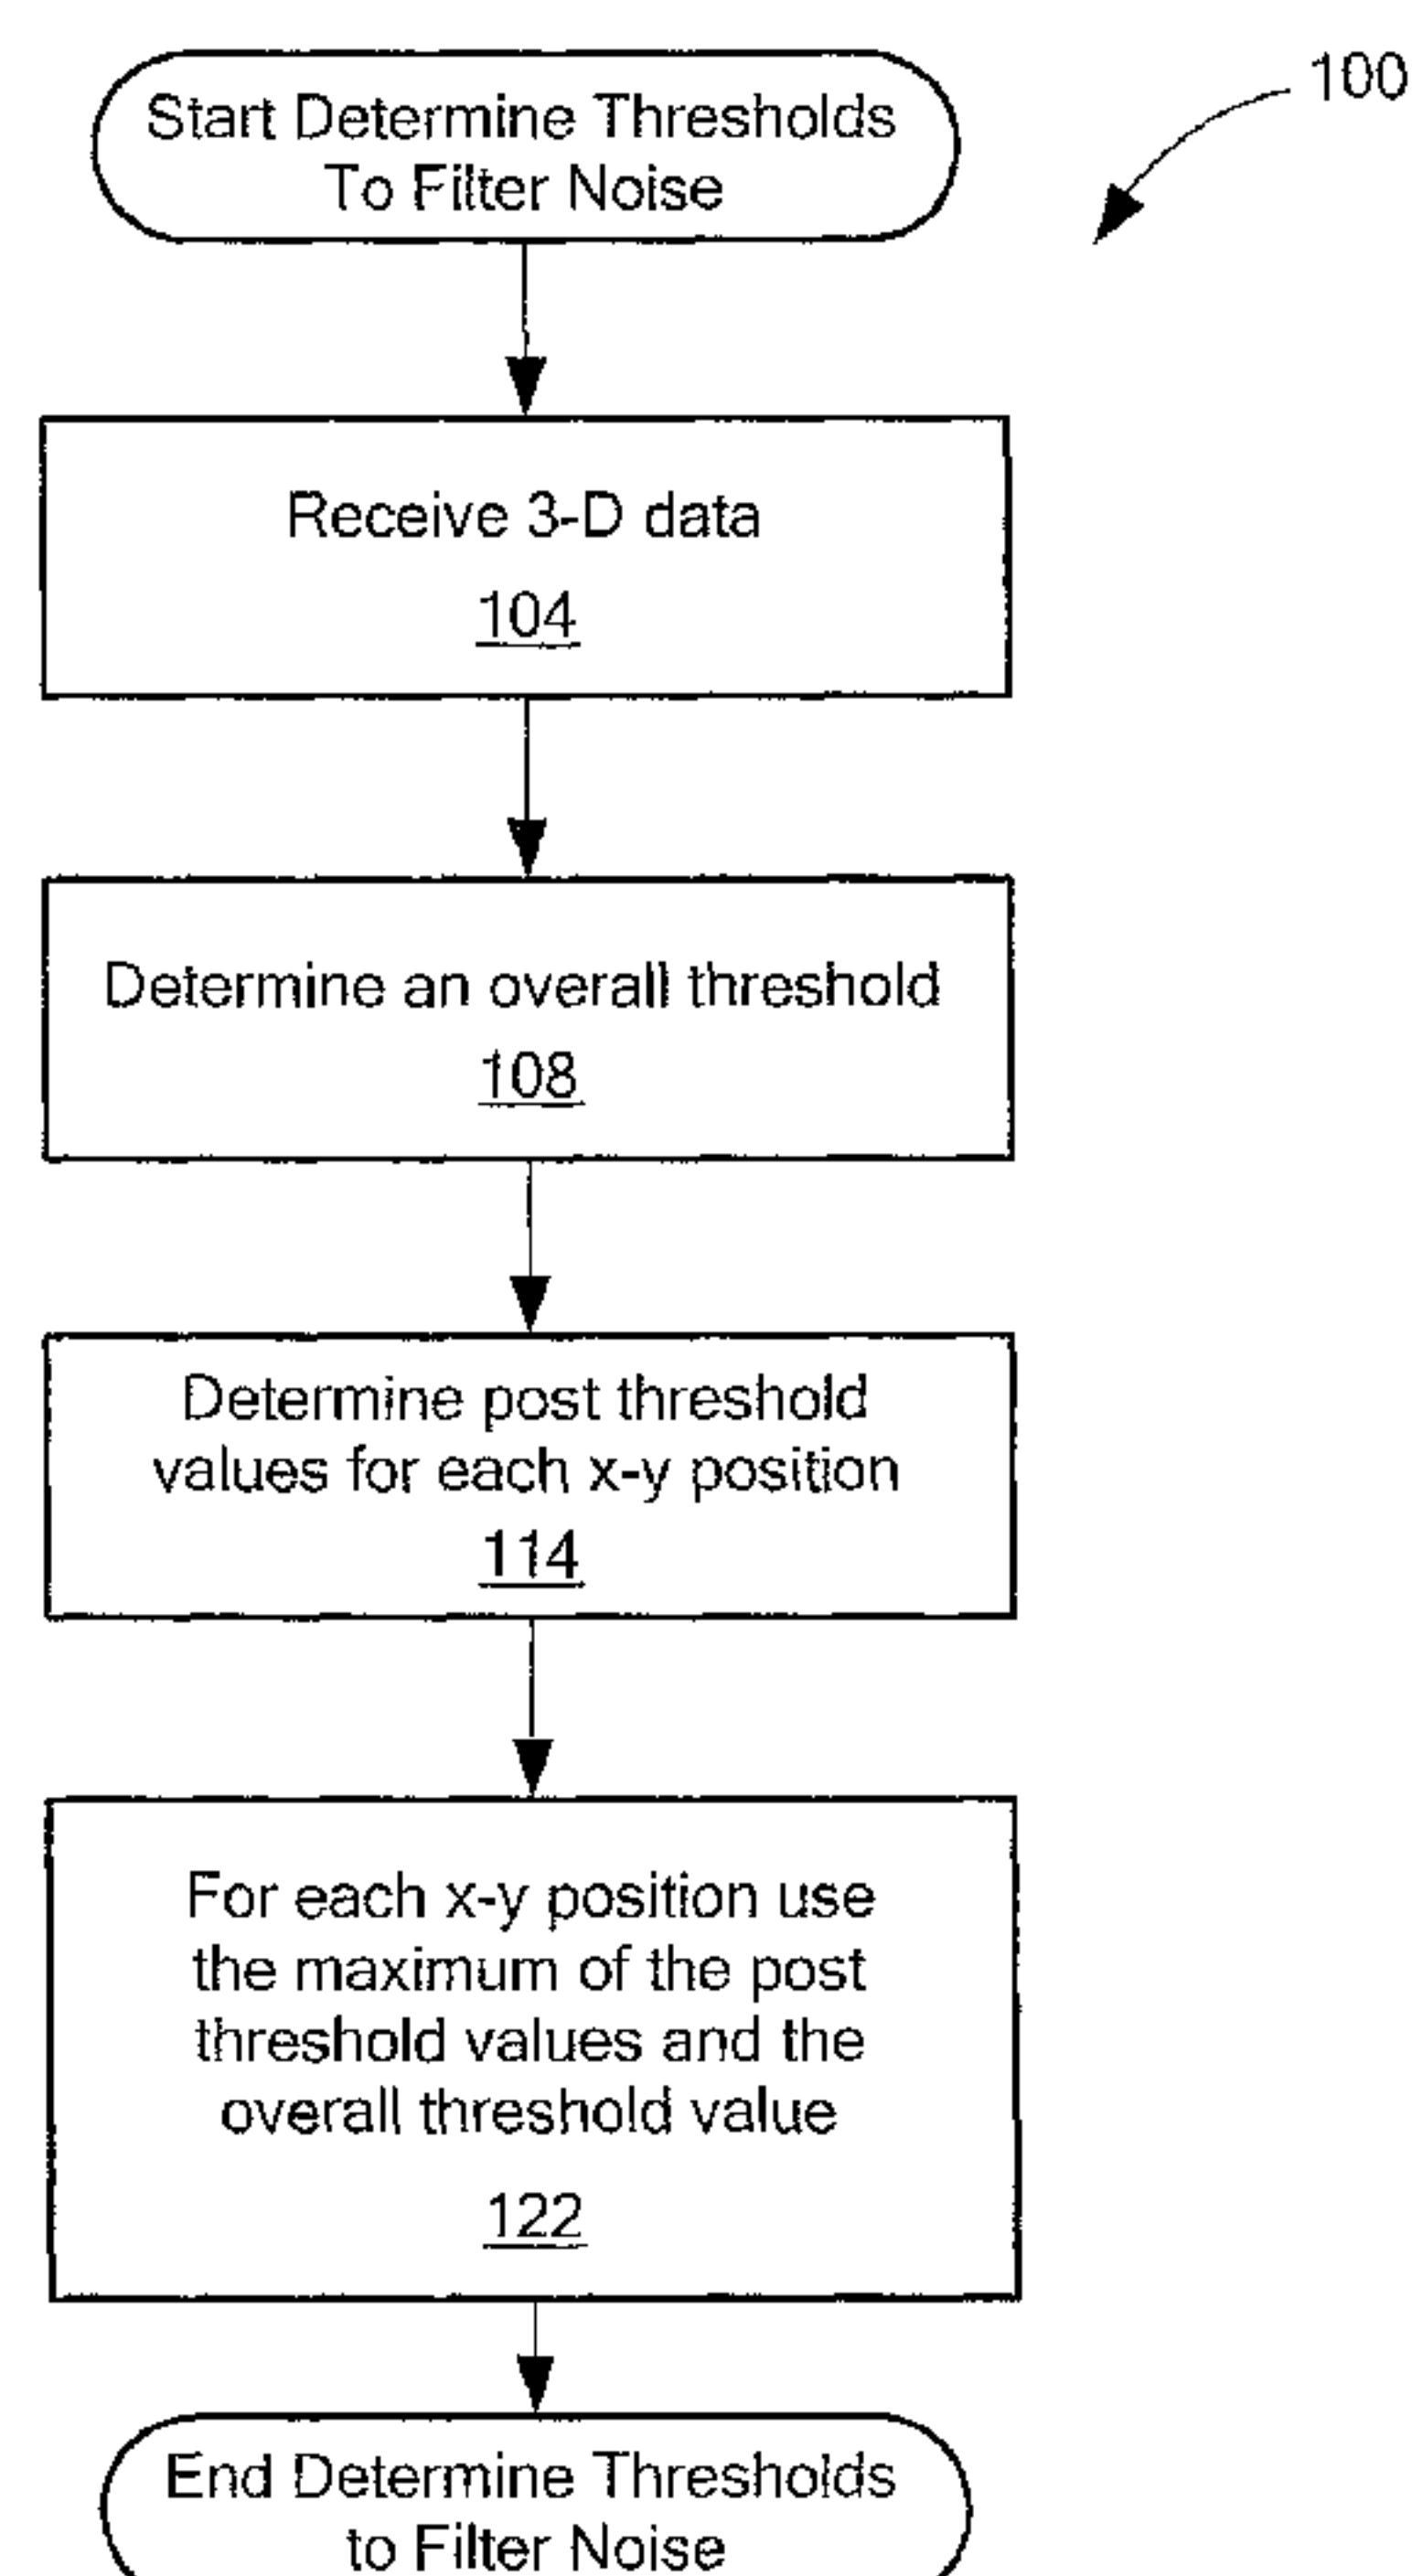 100
Start Determine Thresholds
To Filter Noise
Receive 3-D data
104
Determine an overall threshold
108
Determine post threshold
values for each x-y position
114
For each x-y position use
the maximum of the post
threshold values and the
overall threshold value
122
End Determine Thresholds
to Filter Noise